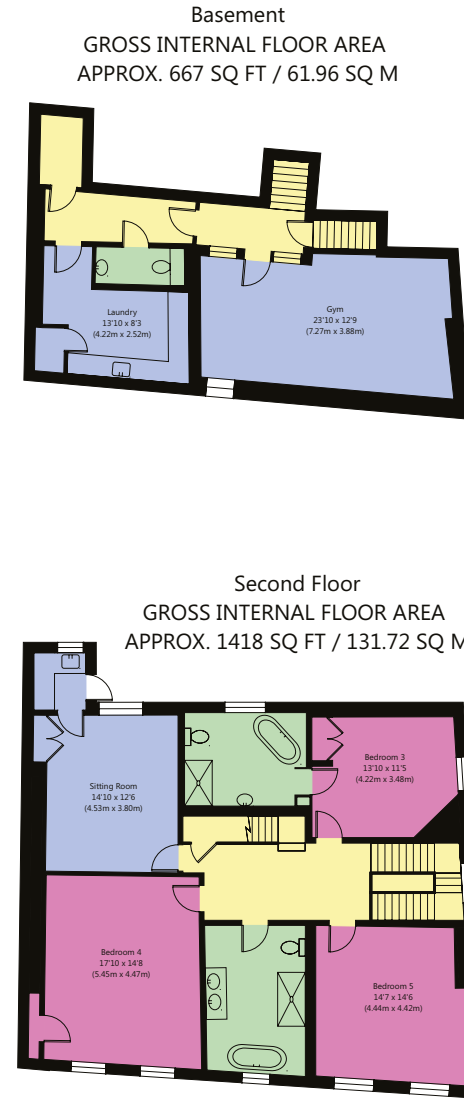 Basement
GROSS INTERNAL FLOOR AREA
APPROX. 667 SQ FT / 61.96 SQ M
Laundry
13'10 x 8'3
(4.22m x 2.52m)
Gym
23'10 x 12'9
(7.27m x 3.88m)
Second Floor
GROSS INTERNAL FLOOR AREA
APPROX. 1418 SQ FT / 131.72 SQ M
Sitting Room
14'10 x 12'6
(4.53m x 3.80m)
Bedroom 3
13'10 x 11'5
(4.22m x 3.48m)
Bedroom 4
17'10 x 14'8
(5.45m x 4.47m)
Bedroom 5
14'7 x 14'6
(4.44m x 4.42m)